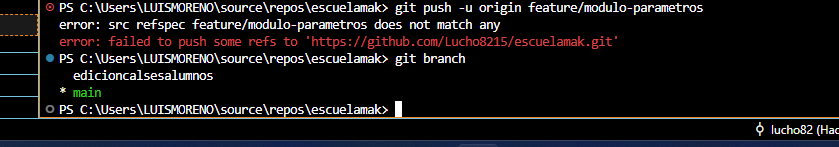 PS C:\Users\LUISMORENO\source\repos\escuelamak> git push -u origin feature/modulo-parametros
error: src refspec feature/modulo-parametros does not match any
error: failed to push some refs to 'https://github.com/Lucho8215/escuelamak.git'
PS C:\Users\LUISMORENO\source\repos\escuelamak> git branch
  edicioncalsesalumnos
* main
PS C:\Users\LUISMORENO\source\repos\escuelamak>
lucho82 (Hac